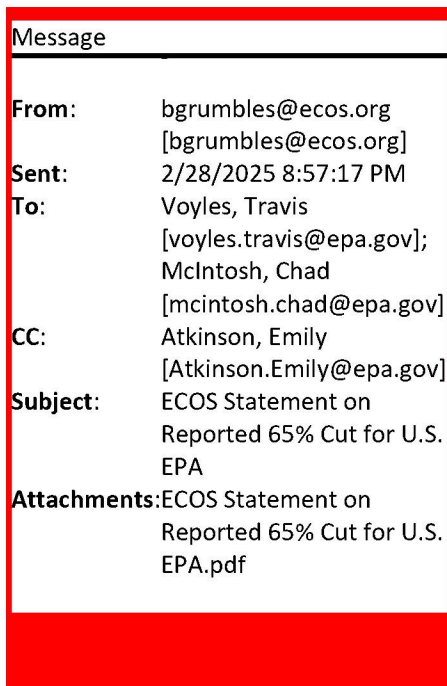 Message
From: bgrumbles@ecos.org
[bgrumbles@ecos.org]
Sent: 2/28/2025 8:57:17 PM
To: Voyles, Travis
[voyles.travis@epa.gov];
McIntosh, Chad
[mcintosh.chad@epa.gov]
CC: Atkinson, Emily
[Atkinson.Emily@epa.gov]
Subject: ECOS Statement on
Reported 65% Cut for U.S.
EPA
Attachments:ECOS Statement on
Reported 65% Cut for U.S.
EPA.pdf